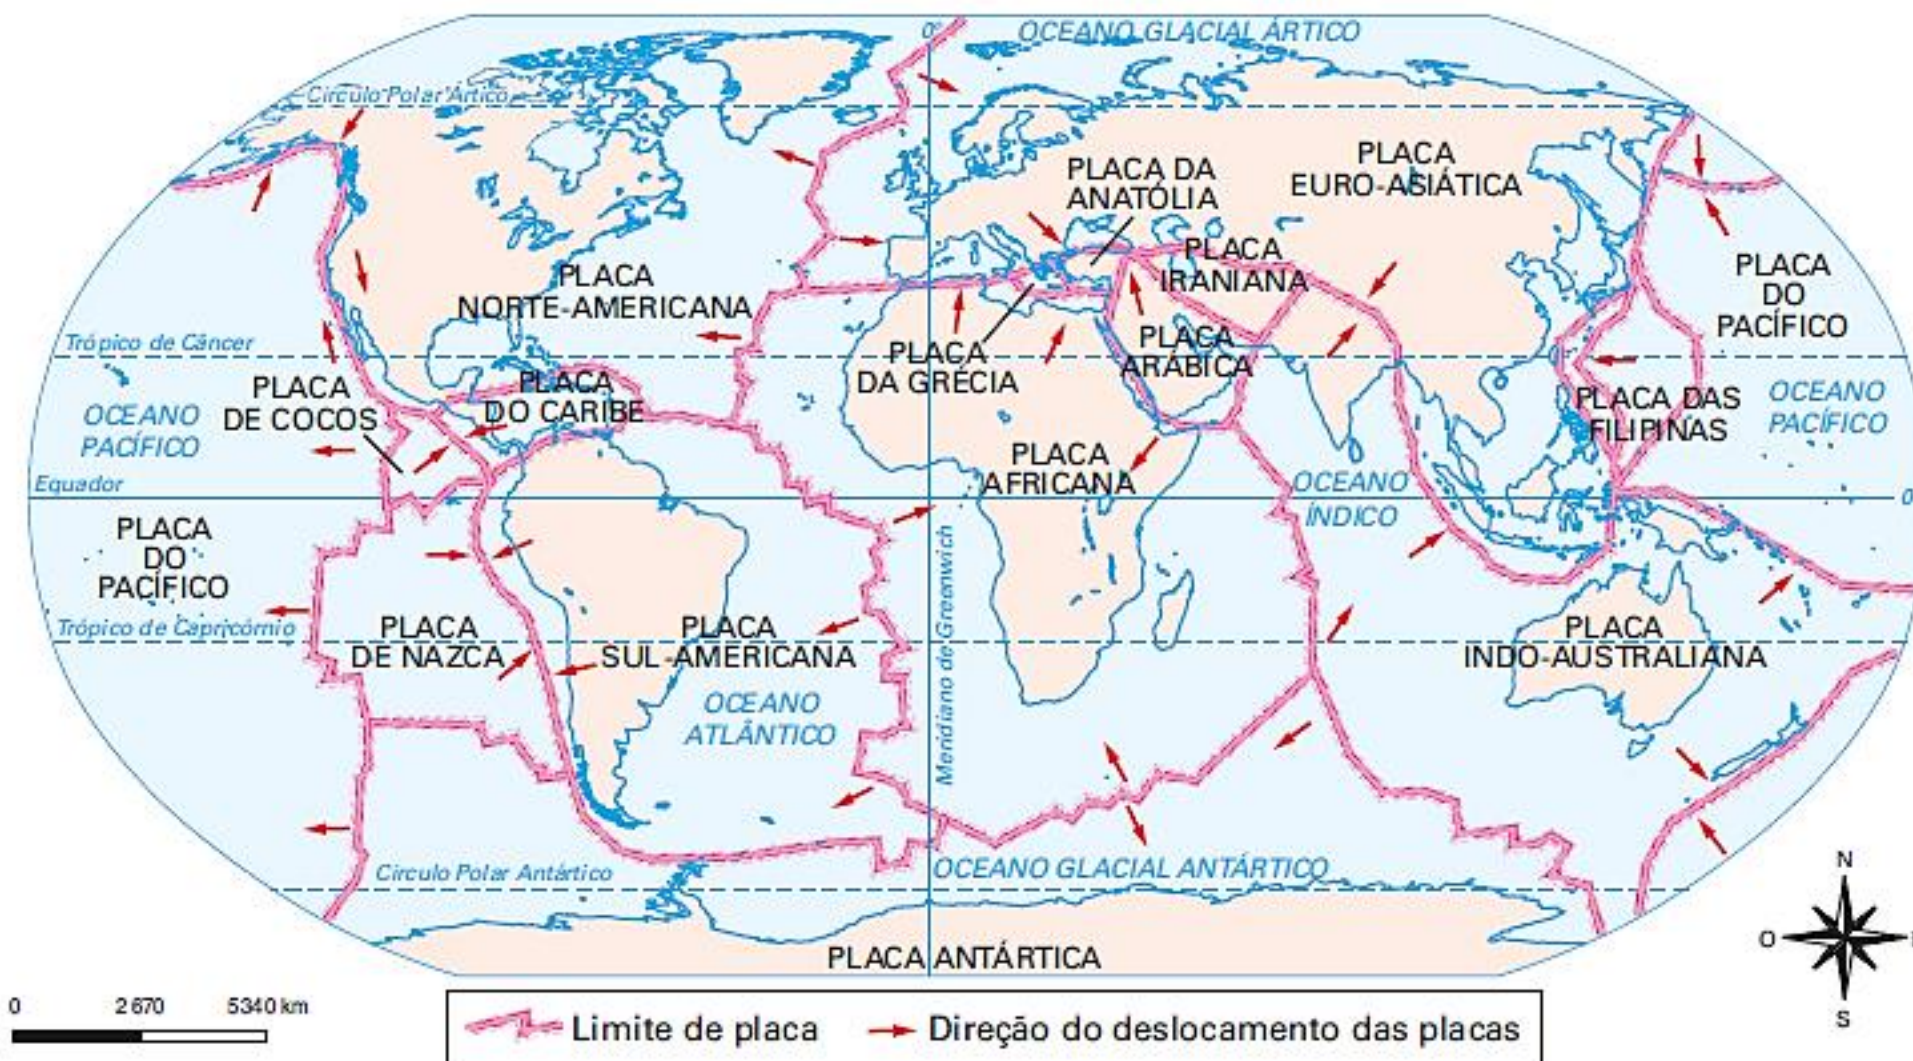 0°
OCEANO GLACIAL ÁRTICO
Círculo Polar Ártico
PLACA DA
ANATÓLIA
PLACA
EURO-ASIÁTICA
PLACA
NORTE-AMERICANA
PLACA
IRANIANA
PLACA
DO
PACÍFICO
Trópico de Câncer
PLACA
DA GRÉCIA
PLACA
ARÁBICA
PLACA
DE COCOS
PLACA
DO CARIBE
OCEANO
PACÍFICO
PLACA DAS
FILIPINAS
OCEANO
PACÍFICO
PLACA
AFRICANA
Equador
OCEANO
ÍNDICO
0
PLACA
DO
PACÍFICO
Meridiano de Greenwich
Trópico de Capricórnio
PLACA
DE NAZCA
PLACA
SUL-AMERICANA
PLACA
INDO-AUSTRALIANA
OCEANO
ATLÂNTICO
Círculo Polar Antártico
OCEANO GLACIAL ANTÁRTICO
PLACA ANTÁRTICA
N
O
S
0 2 670 5 340 km
Limite de placa
Direção do deslocamento das placas